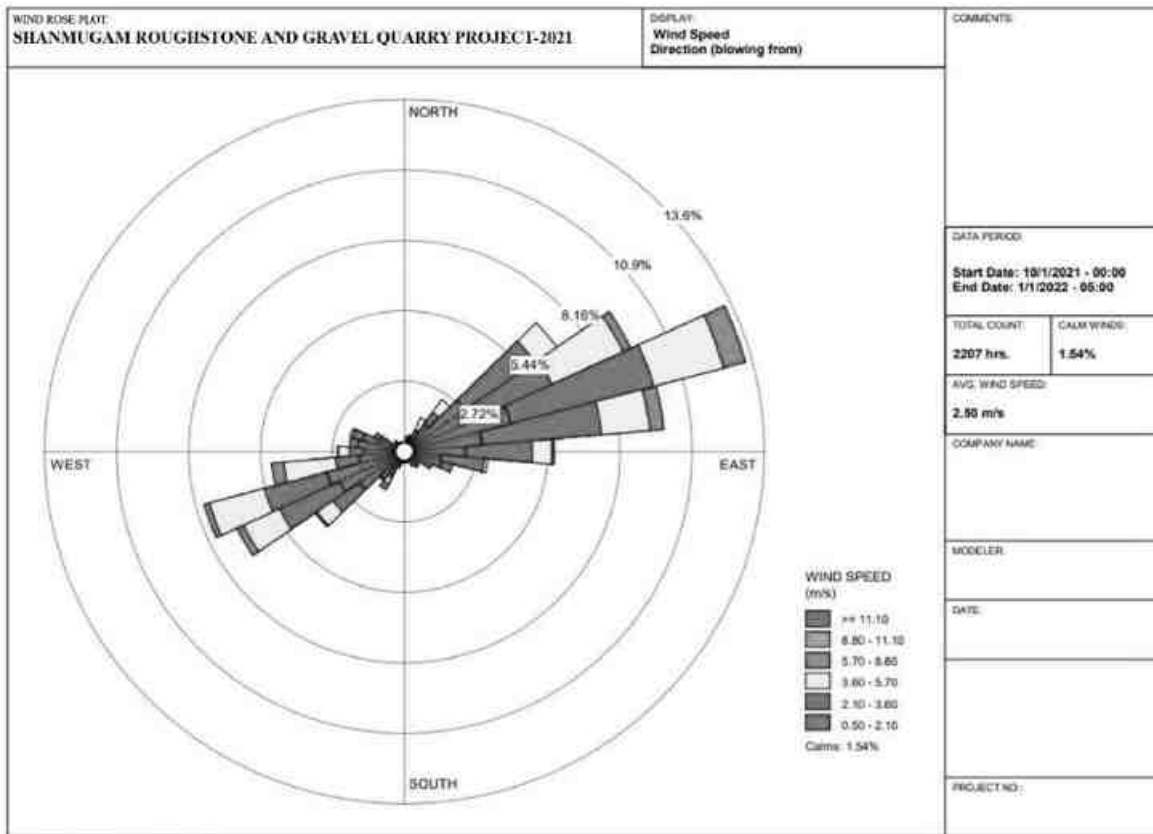 WIND ROSE PLOT:
SHANMUGAM ROUGHSTONE AND GRAVEL QUARRY PROJECT-2021
DISPLAY:
Wind Speed
Direction (blowing from)
COMMENTS:
NORTH
13.6%
10.9%
8.16%
5.44%
2.72%
WEST
EAST
SOUTH
WIND SPEED
(m/s)
>= 11.10
8.80 - 11.10
5.70 - 8.80
3.60 - 5.70
2.10 - 3.60
0.50 - 2.10
Calms: 1.54%
DATA PERIOD:
Start Date: 10/1/2021 - 00:00
End Date: 1/1/2022 - 05:00
TOTAL COUNT:
2207 hrs.
CALM WINDS:
1.54%
AVG. WIND SPEED:
2.50 m/s
COMPANY NAME:
MODELER:
DATE:
PROJECT NO.: